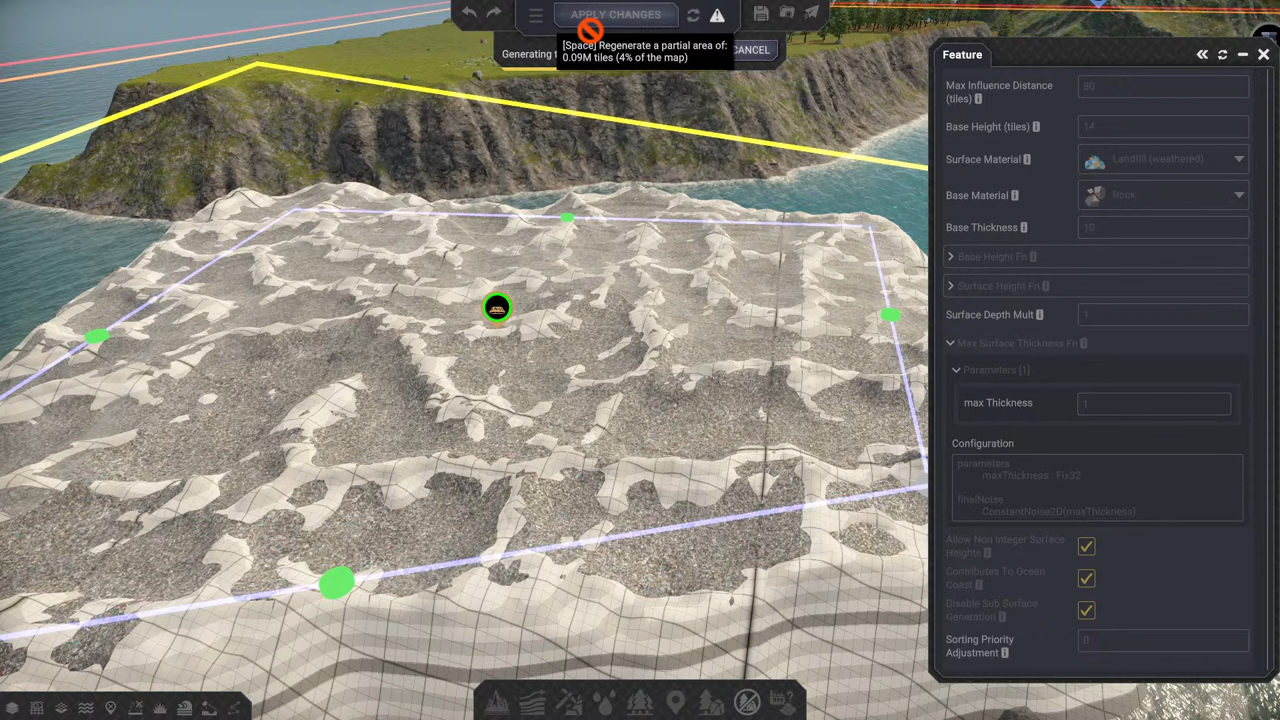 APPLY CHANGES
Generating
[Space] Regenerate a partial area of:
0.09M tiles (4% of the map)
CANCEL
Feature
Max Influence Distance
(tiles)
80
Base Height (tiles)
14
Surface Material
Landfill (weathered)
Base Material
Rock
Base Thickness
10
Base Height Fn
Surface Height Fn
Surface Depth Mult
1
Max Surface Thickness Fn
Parameters [1]
max Thickness
1
Configuration
parameters
maxThickness : Fix32
finalNoise
ConstantNoise2D(maxThickness)
Allow Non Integer Surface
Heights
Contributes To Ocean
Coast
Disable Sub Surface
Generation
Sorting Priority
Adjustment
0